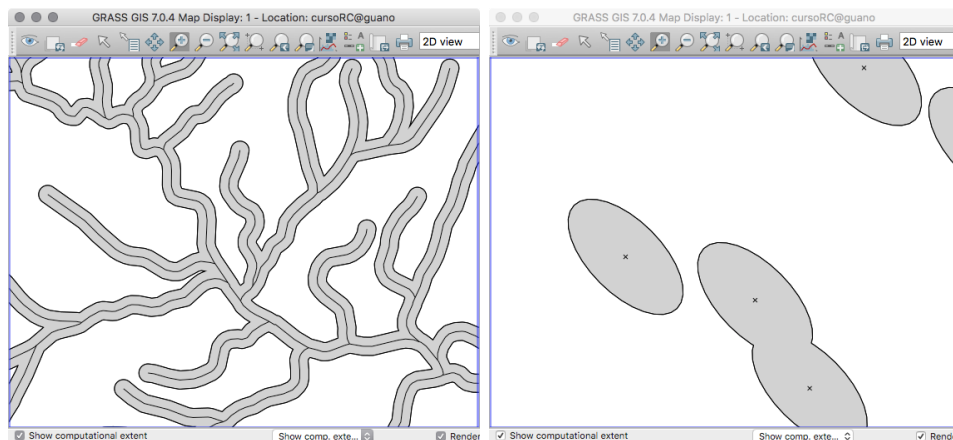 GRASS GIS 7.0.4 Map Display: 1 - Location: cursoRC@guano
2D view
Show computational extent
Show comp. exte...
Render
GRASS GIS 7.0.4 Map Display: 1 - Location: cursoRC@guano
2D view
Show computational extent
Show comp. exte...
Render